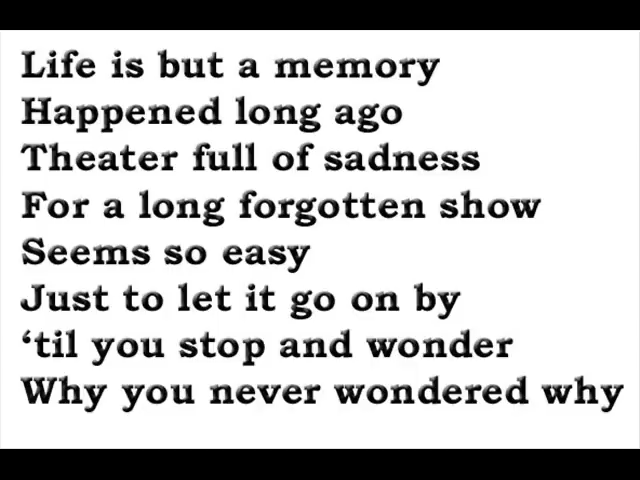 Life is but a memory
Happened long ago
Theater full of sadness
For a long forgotten show
Seems so easy
Just to let it go on by
‘til you stop and wonder
Why you never wondered why